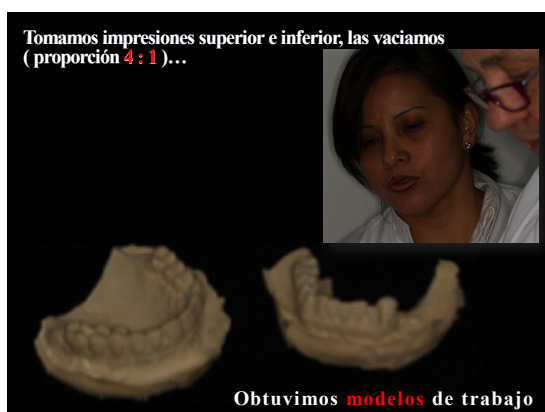 Tomamos impresiones superior e inferior, las vaciamos
( proporción 4 : 1 )…
Obtuvimos modelos de trabajo